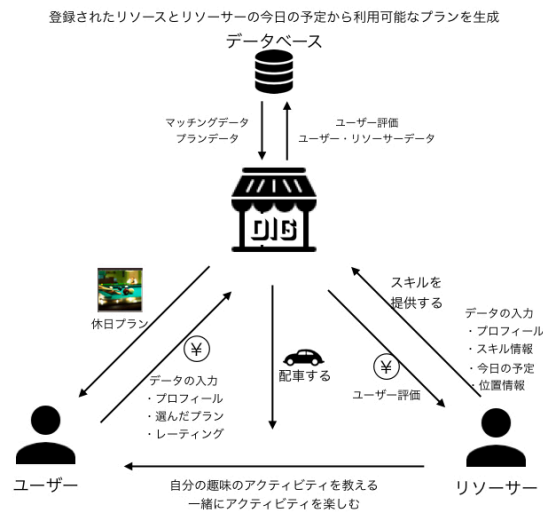 登録されたリソースとリソーサーの今日の予定から利用可能なプランを生成
データベース
マッチングデータ
プランデータ
ユーザー評価
ユーザー・リソーサーデータ
DIG
休日プラン
¥
データの入力
・プロフィール
・選んだプラン
・レーティング
配車する
¥
ユーザー評価
スキルを
提供する
データの入力
・プロフィール
・スキル情報
・今日の予定
・位置情報
ユーザー
リソーサー
自分の趣味のアクティビティを教える
一緒にアクティビティを楽しむ